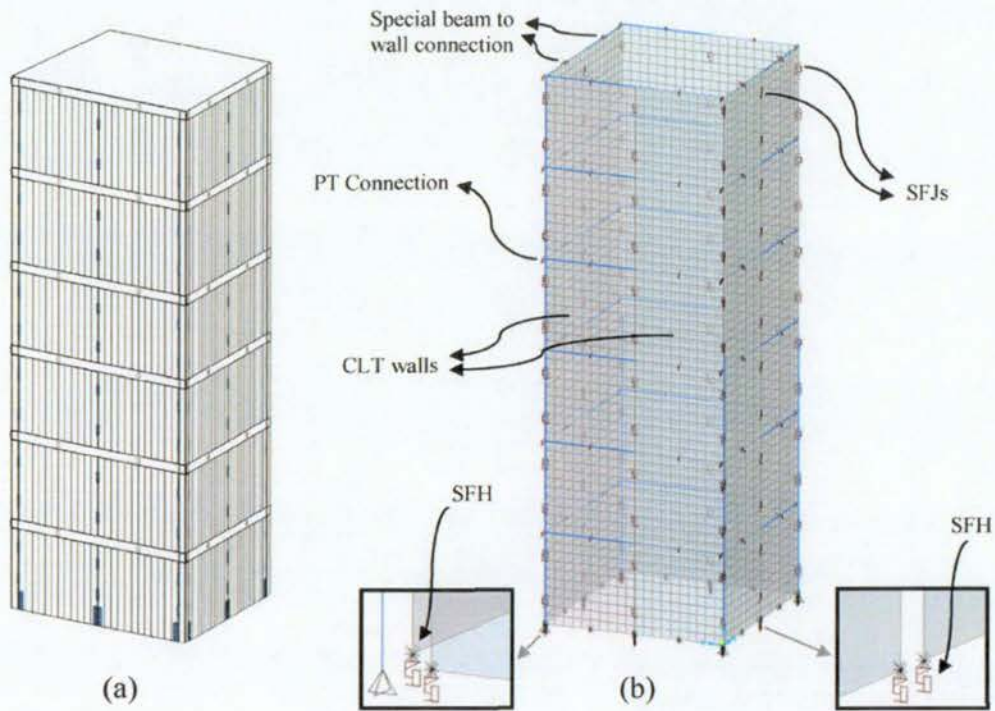 Special beam to
wall connection
PT Connection
SFJs
CLT walls
SFH
SFH
(a)
(b)